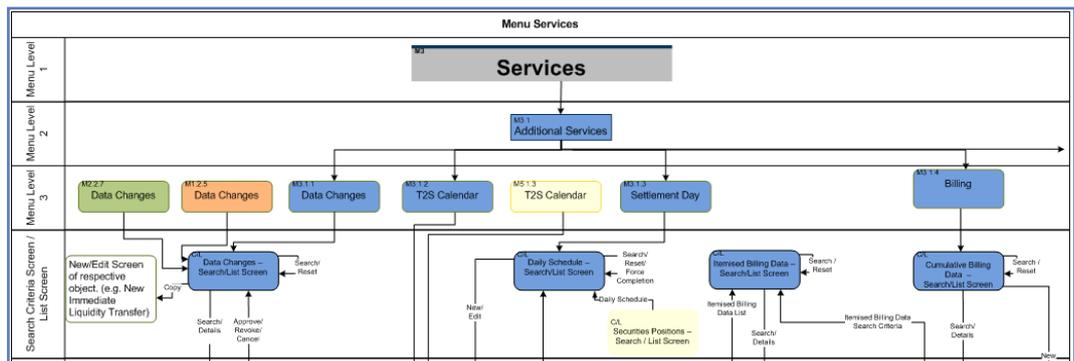 Menu Services
Menu Level
1
M3
Services
Menu Level
2
M3.1
Additional Services
Menu Level
3
M2.2.7
Data Changes
M1.2.5
Data Changes
M3.1.1
Data Changes
M3.1.2
T2S Calendar
M5.1.3
T2S Calendar
M3.1.3
Settlement Day
M3.1.4
Billing
Search Criteria Screen /
List Screen
New/Edit Screen
of respective
object. (e.g. New
Immediate
Liquidity Transfer)
Copy
C/L
Data Changes –
Search/List Screen
Search/
Reset
Search/
Details
Approve/
Revoke/
Cancel
New/
Edit
C/L
Daily Schedule –
Search/List Screen
Search/
Reset/
Force
Completion
Daily Schedule
C/L
Securities Positions –
Search / List Screen
C/L
Itemised Billing Data –
Search/List Screen
Search /
Reset
Itemised Billing
Data List
Search/
Details
Itemised Billing Data
Search Criteria
C/L
Cumulative Billing
Data –
Search/List Screen
Search /
Reset
Search/
Details
New